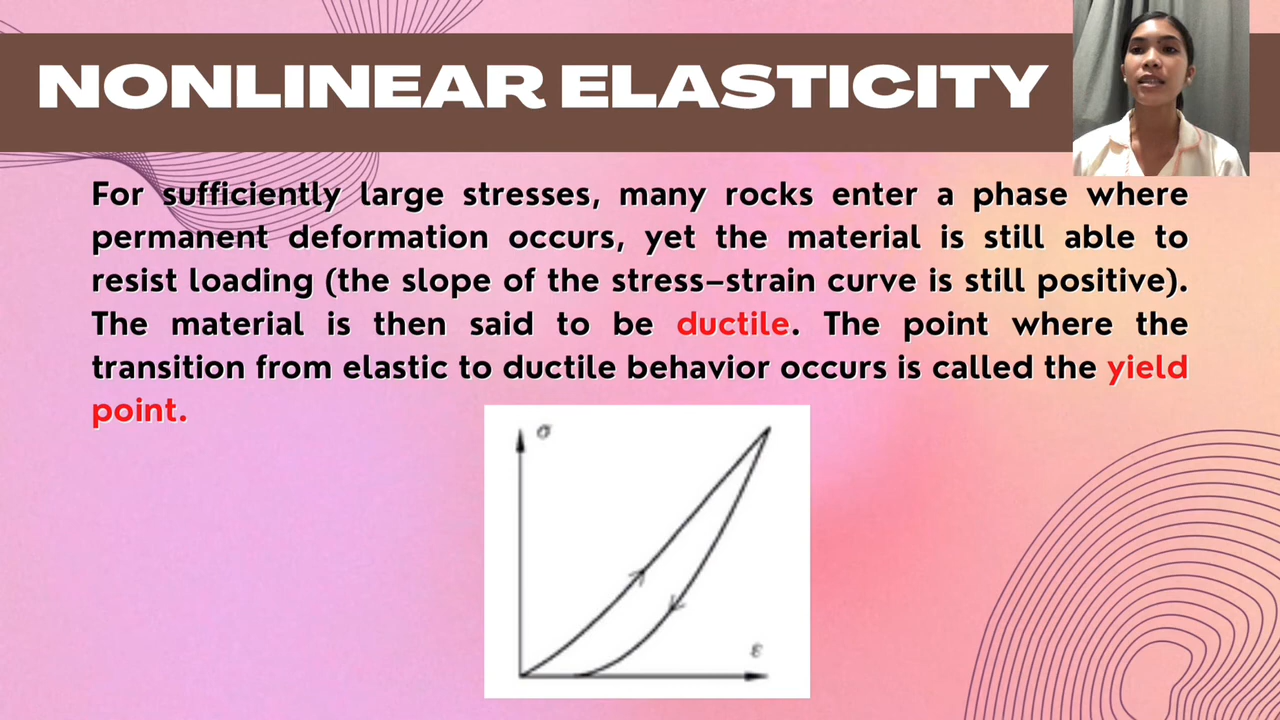 NONLINEAR ELASTICITY
For sufficiently large stresses, many rocks enter a phase where
permanent deformation occurs, yet the material is still able to
resist loading (the slope of the stress–strain curve is still positive).
The material is then said to be ductile. The point where the
transition from elastic to ductile behavior occurs is called the yield
point.
σ
ε